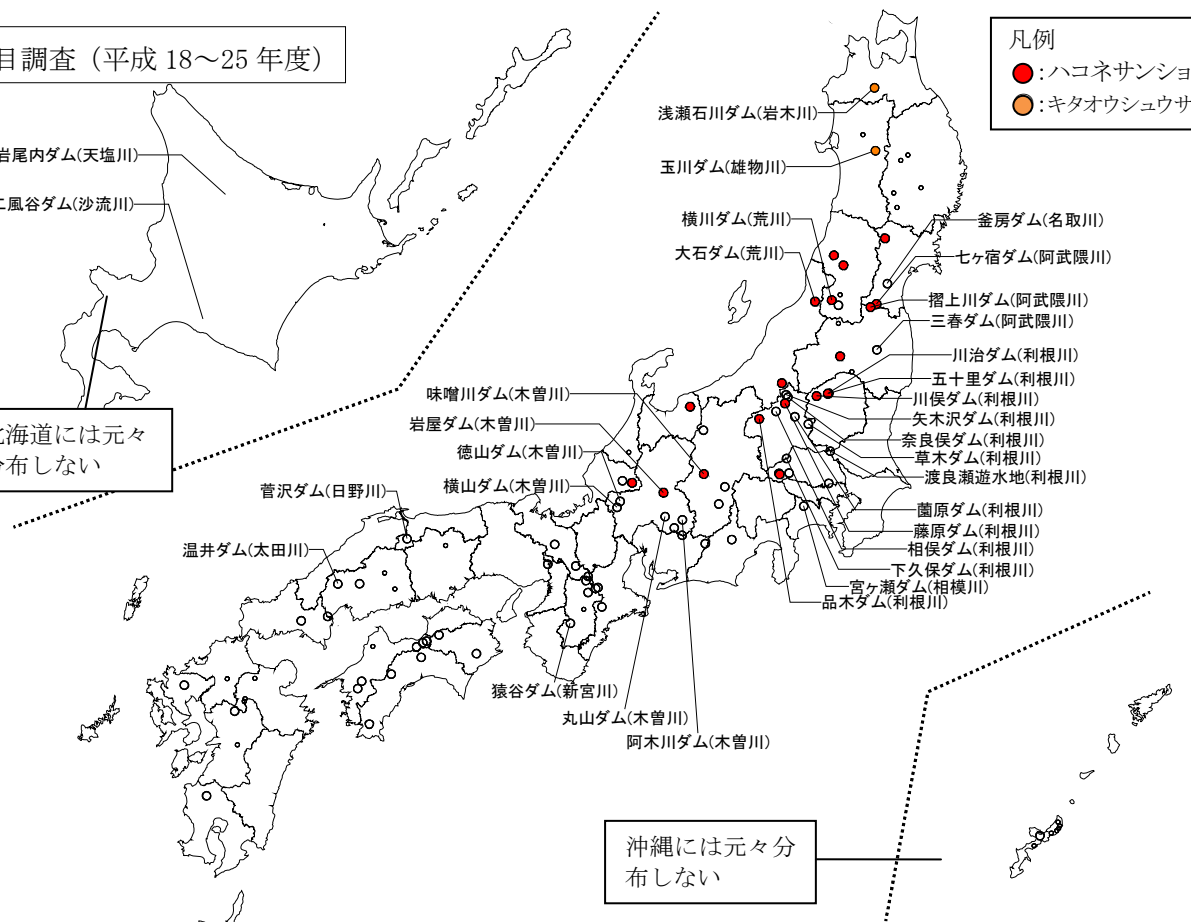 目調査（平成 18～25 年度）
凡例
：ハコネサンショ
：キタオウシュウサ
岩尾内ダム(天塩川)
二風谷ダム(沙流川)
北海道には元々
分布しない
浅瀬石川ダム(岩木川)
玉川ダム(雄物川)
横川ダム(荒川)
大石ダム(荒川)
釜房ダム(名取川)
七ヶ宿ダム(阿武隈川)
摺上川ダム(阿武隈川)
三春ダム(阿武隈川)
川治ダム(利根川)
五十里ダム(利根川)
川俣ダム(利根川)
矢木沢ダム(利根川)
奈良俣ダム(利根川)
草木ダム(利根川)
渡良瀬遊水地(利根川)
薗原ダム(利根川)
藤原ダム(利根川)
相俣ダム(利根川)
下久保ダム(利根川)
宮ヶ瀬ダム(相模川)
品木ダム(利根川)
味噌川ダム(木曽川)
岩屋ダム(木曽川)
徳山ダム(木曽川)
横山ダム(木曽川)
菅沢ダム(日野川)
温井ダム(太田川)
猿谷ダム(新宮川)
丸山ダム(木曽川)
阿木川ダム(木曽川)
沖縄には元々分
布しない